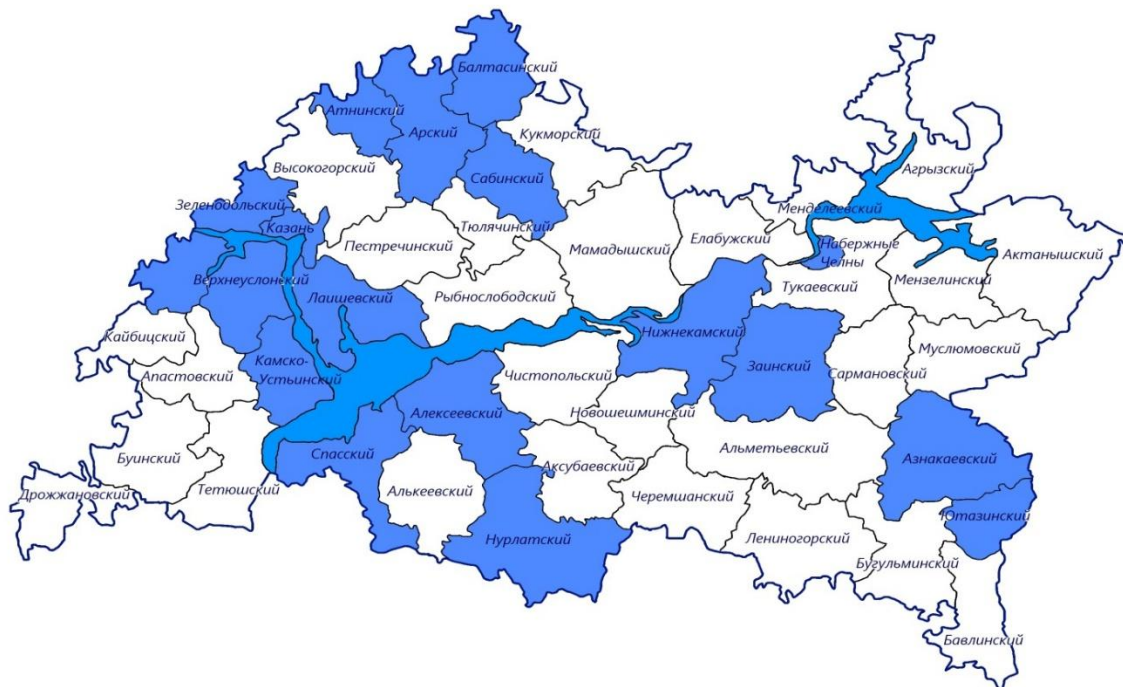 Балтасинский
Атнинский
Арский
Кукморский
Высокогорский
Сабинский
Агрызский
Зеленодольский
Казань
Тюлячинский
Менделеевский
Пестречинский
Мамадышский
Елабужский
Набержные
Челны
Актанышский
Верхнеуслонький
Лаишевский
Рыбнослободский
Тукаевский
Мензелинский
Кайбицкий
Нижнекамский
Камско-
Устьинский
Апастовский
Чистопольский
Заинский
Сармановский
Муслюмовский
Алексеевский
Новошешминский
Буинский
Спасский
Альметьевский
Азнакаевский
Аксубаевский
Дрожжановский
Тетюшский
Алькеевский
Черемшанский
Ютазинский
Нурлатский
Лениногорский
Бугульминский
Бавлинский